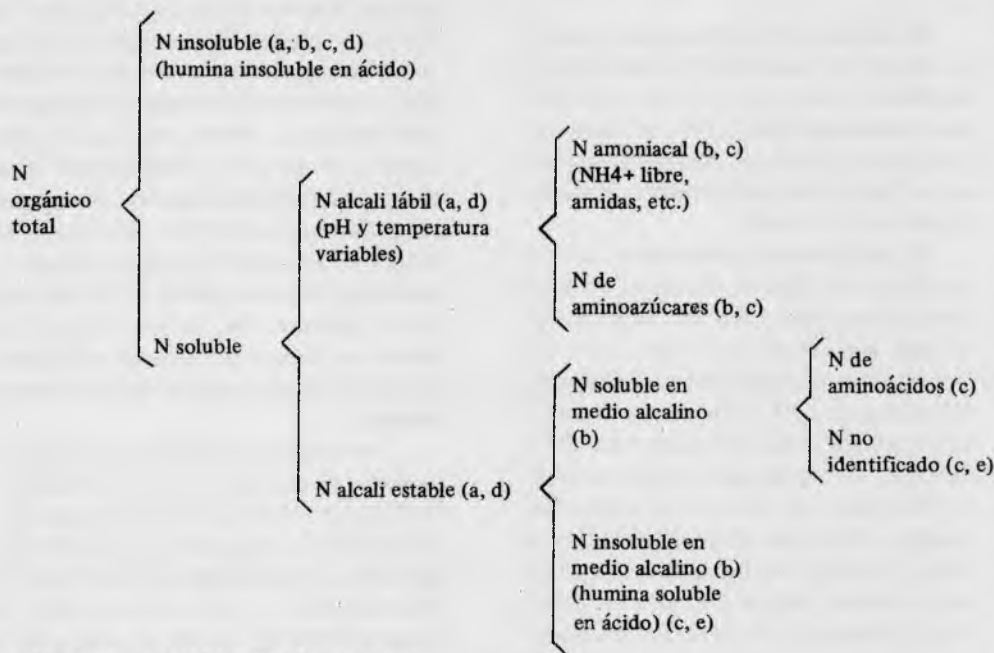 N insoluble (a, b, c, d)
(humina insoluble en ácido)
N
orgánico
total
N soluble
N alcali lábil (a, d)
(pH y temperatura
variables)
N alcali estable (a, d)
N amoniacal (b, c)
(NH4+ libre,
amidas, etc.)
N de
aminoazúcares (b, c)
N soluble en
medio alcalino
(b)
N insoluble en
medio alcalino (b)
(humina soluble
en ácido) (c, e)
N de
aminoácidos (c)
N no
identificado (c, e)